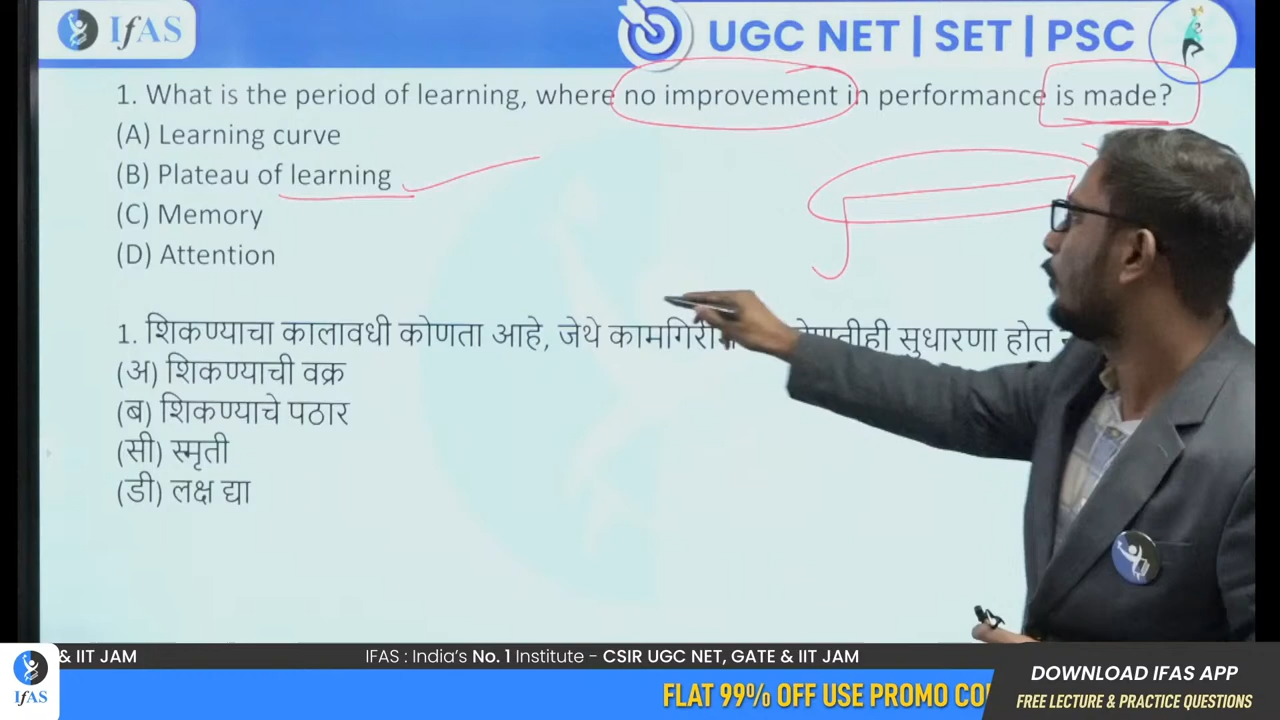 IfAS
UGC NET | SET | PSC
1. What is the period of learning, where no improvement in performance is made?
(A) Learning curve
(B) Plateau of learning
(C) Memory
(D) Attention
1. शिकण्याचा कालावधी कोणता आहे, जेथे सुधारणा होत
(अ) शिकण्याची वक्र
(ब) शिकण्याचे पठार
(सी) स्मृती
(डी) लक्ष द्या
& IIT JAM
IFAS : India's No. 1 Institute - CSIR UGC NET, GATE & IIT JAM
DOWNLOAD IFAS APP
IfAS
FLAT 99% OFF USE PROMO
FREE LECTURE & PRACTICE QUESTIONS